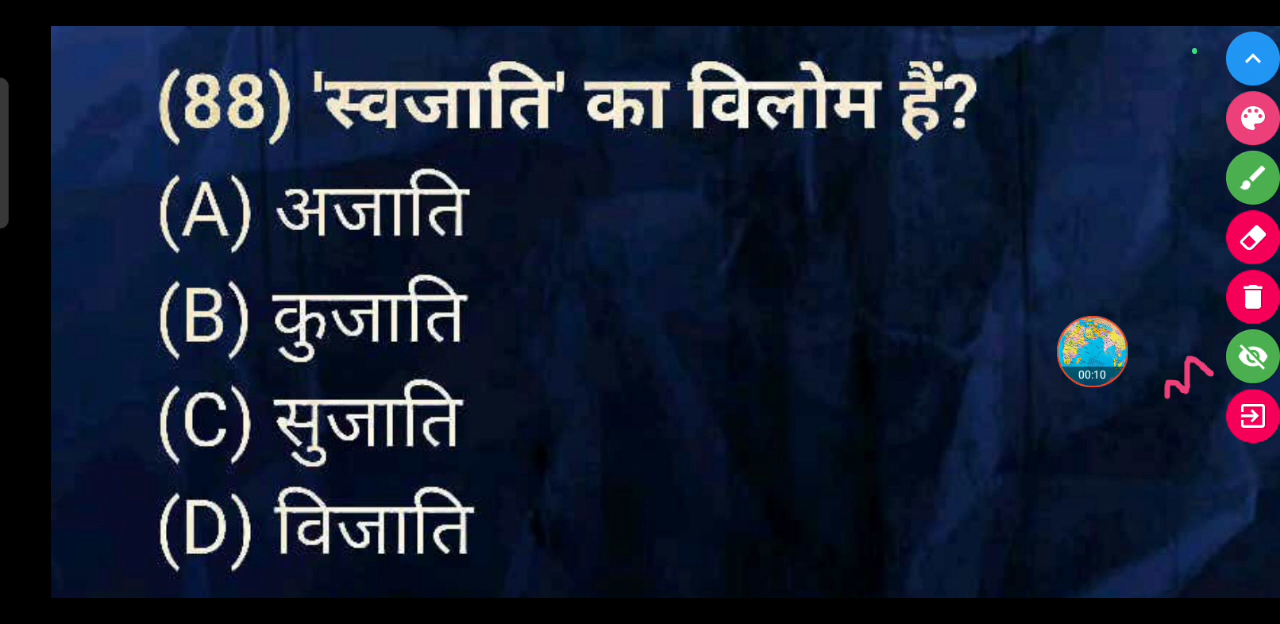 (88) 'स्वजाति' का विलोम हैं?
(A) अजाति
(B) कुजाति
(C) सुजाति
(D) विजाति
00:10